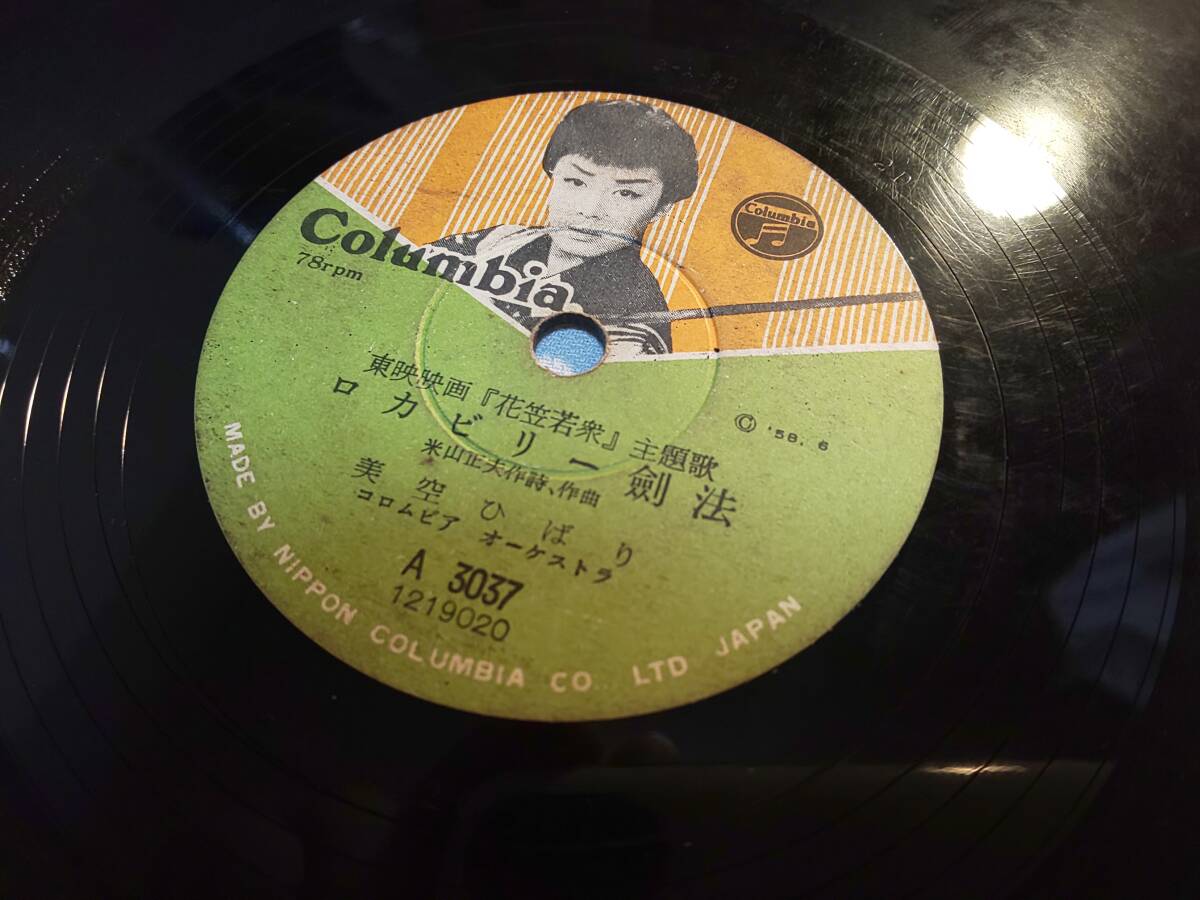 Columbia
Columbia
78rpm
© '58. 6
東映映画『花笠若衆』主題歌
ロカビリー劍法
米山正夫作詩、作曲
美空ひばり
コロムビア オーケストラ
A 3037
1219020
MADE BY NIPPON COLUMBIA CO. LTD JAPAN